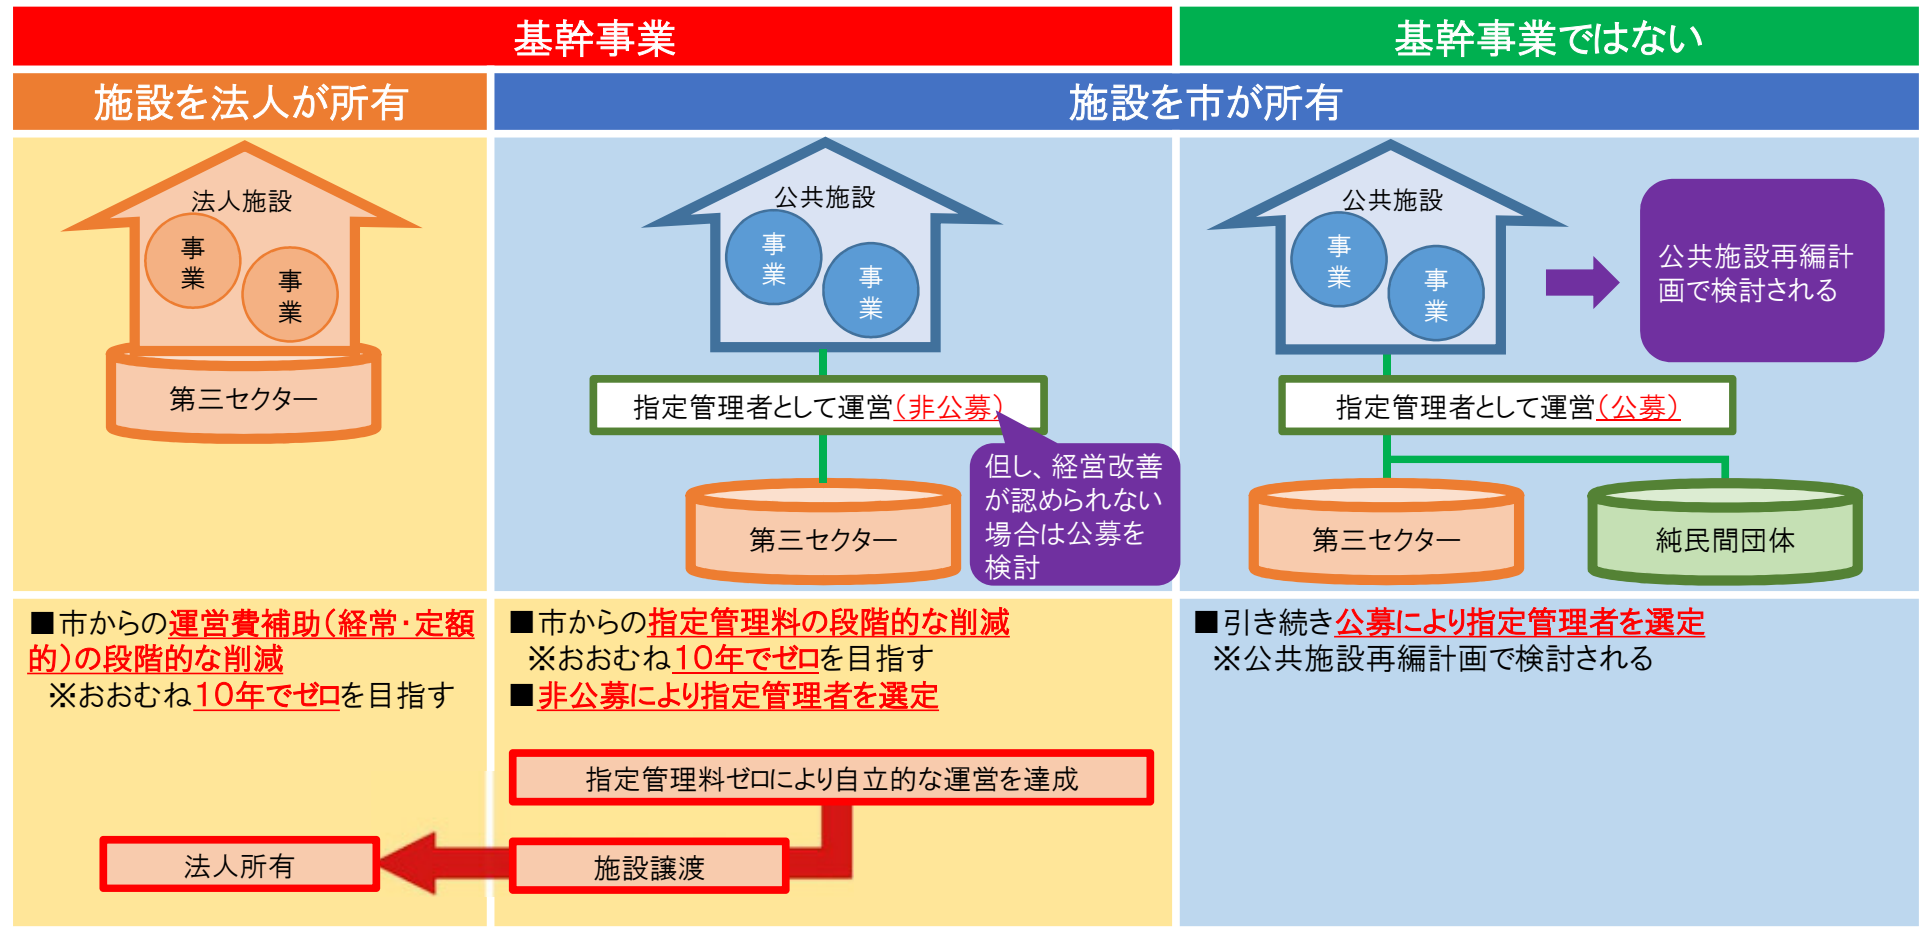 基幹事業
基幹事業ではない
施設を法人が所有
施設を市が所有
法人施設
事
業
事
業
第三セクター
公共施設
事
業
事
業
指定管理者として運営(非公募)
但し、経営改善
が認められない
場合は公募を
検討
第三セクター
公共施設
事
業
事
業
公共施設再編計
画で検討される
指定管理者として運営(公募)
第三セクター
純民間団体
■市からの運営費補助(経常・定額
的)の段階的な削減
※おおむね10年でゼロを目指す
■市からの指定管理料の段階的な削減
※おおむね10年でゼロを目指す
■非公募により指定管理者を選定
指定管理料ゼロにより自立的な運営を達成
施設譲渡
法人所有
■引き続き公募により指定管理者を選定
※公共施設再編計画で検討される